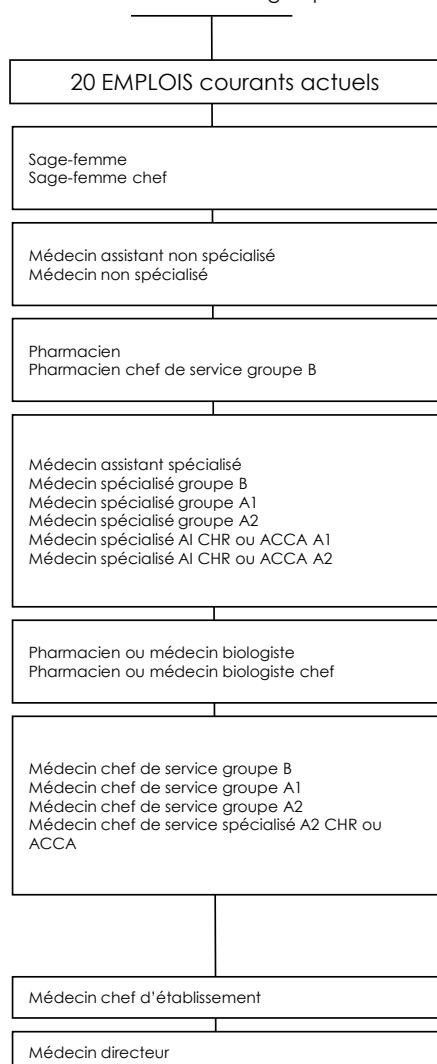 20 EMPLOIS courants actuels
Sage-femme
Sage-femme chef
Médecin assistant non spécialisé
Médecin non spécialisé
Pharmacien
Pharmacien chef de service groupe B
Médecin assistant spécialisé
Médecin spécialisé groupe B
Médecin spécialisé groupe A1
Médecin spécialisé groupe A2
Médecin spécialisé AI CHR ou ACCA A1
Médecin spécialisé AI CHR ou ACCA A2
Pharmacien ou médecin biologiste
Pharmacien ou médecin biologiste chef
Médecin chef de service groupe B
Médecin chef de service groupe A1
Médecin chef de service groupe A2
Médecin chef de service spécialisé A2 CHR ou
ACCA
Médecin chef d'établissement
Médecin directeur